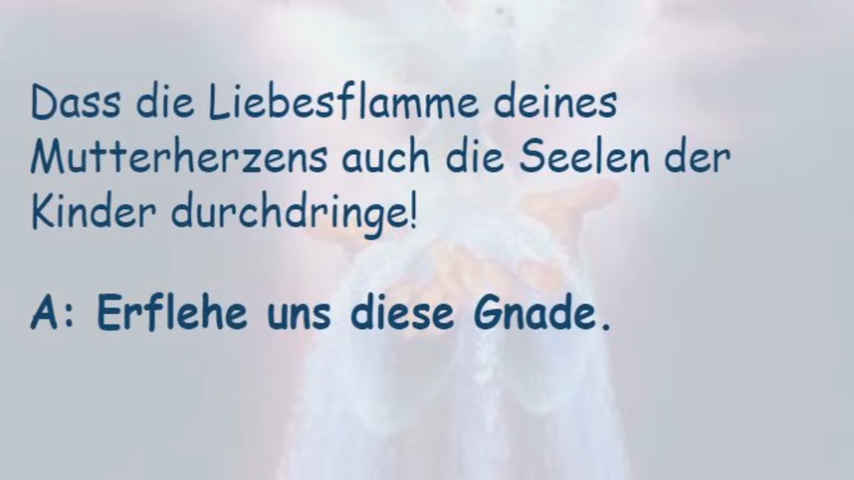 Dass die Liebesflamme deines
Mutterherzens auch die Seelen der
Kinder durchdringe!
A: Erflehe uns diese Gnade.